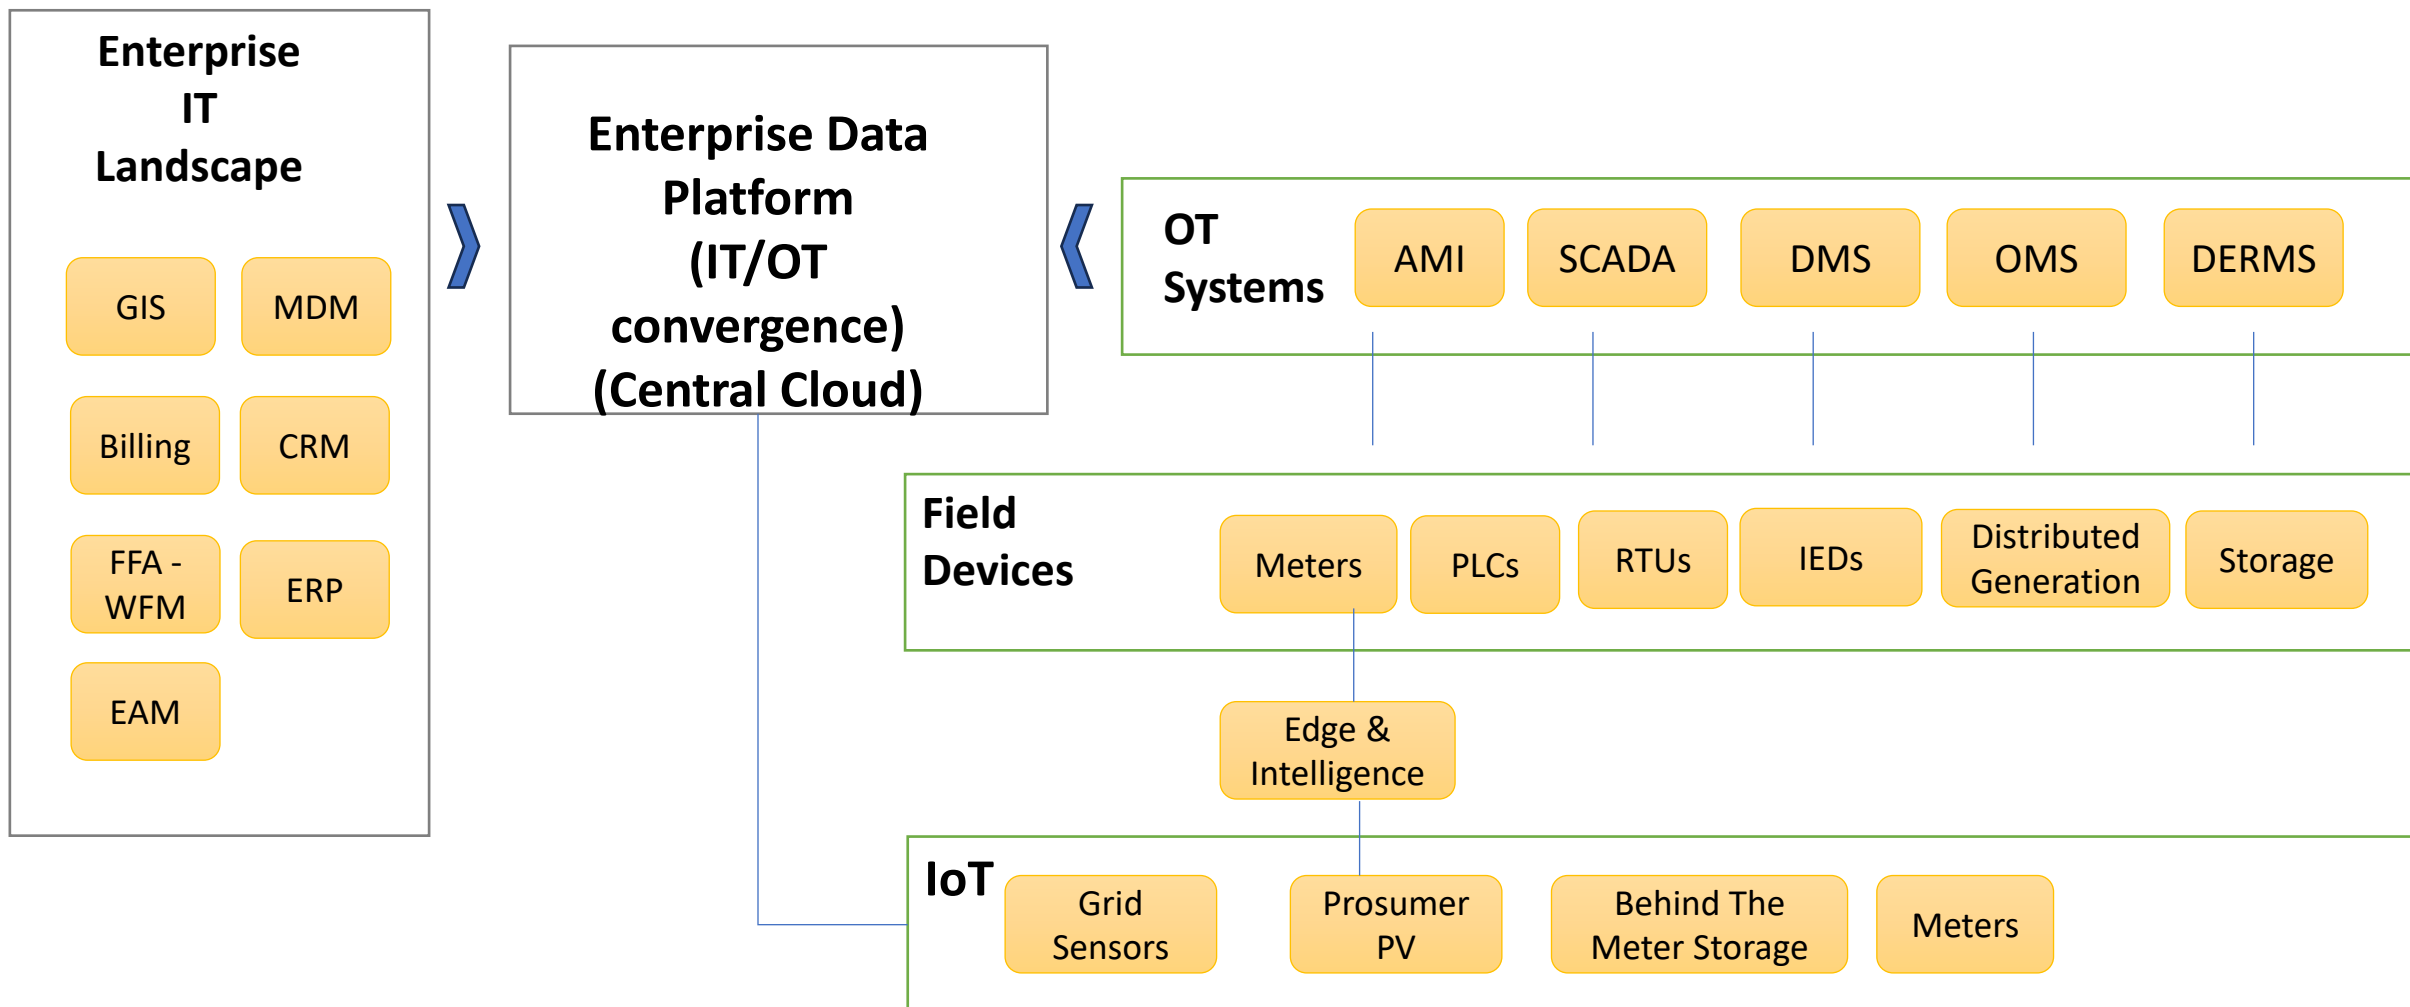 Enterprise
IT
Landscape
GIS
MDM
Billing
CRM
FFA -
WFM
ERP
EAM
Enterprise Data
Platform
(IT/OT
convergence)
(Central Cloud)
OT
Systems
AMI
SCADA
DMS
OMS
DERMS
Field
Devices
Meters
PLCs
RTUs
IEDs
Distributed
Generation
Storage
Edge &
Intelligence
IoT
Grid
Sensors
Prosumer
PV
Behind The
Meter Storage
Meters